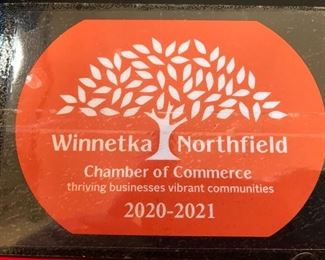 Winnetka Northfield
Chamber of Commerce
thriving businesses vibrant communities
2020-2021